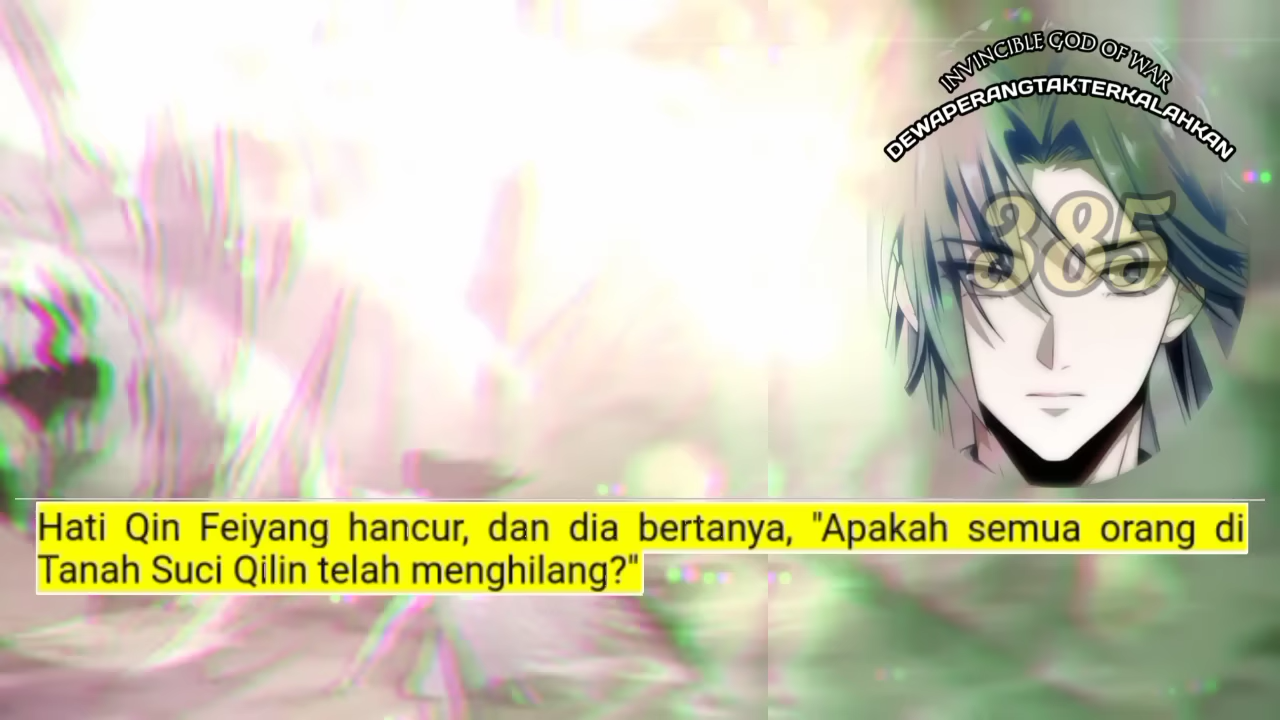 INVINCIBLE GOD OF WAR
DEWAPERANGTAKTERKALAHKAN
385
Hati Qin Feiyang hancur, dan dia bertanya, "Apakah semua orang di
Tanah Suci Qilin telah menghilang?"